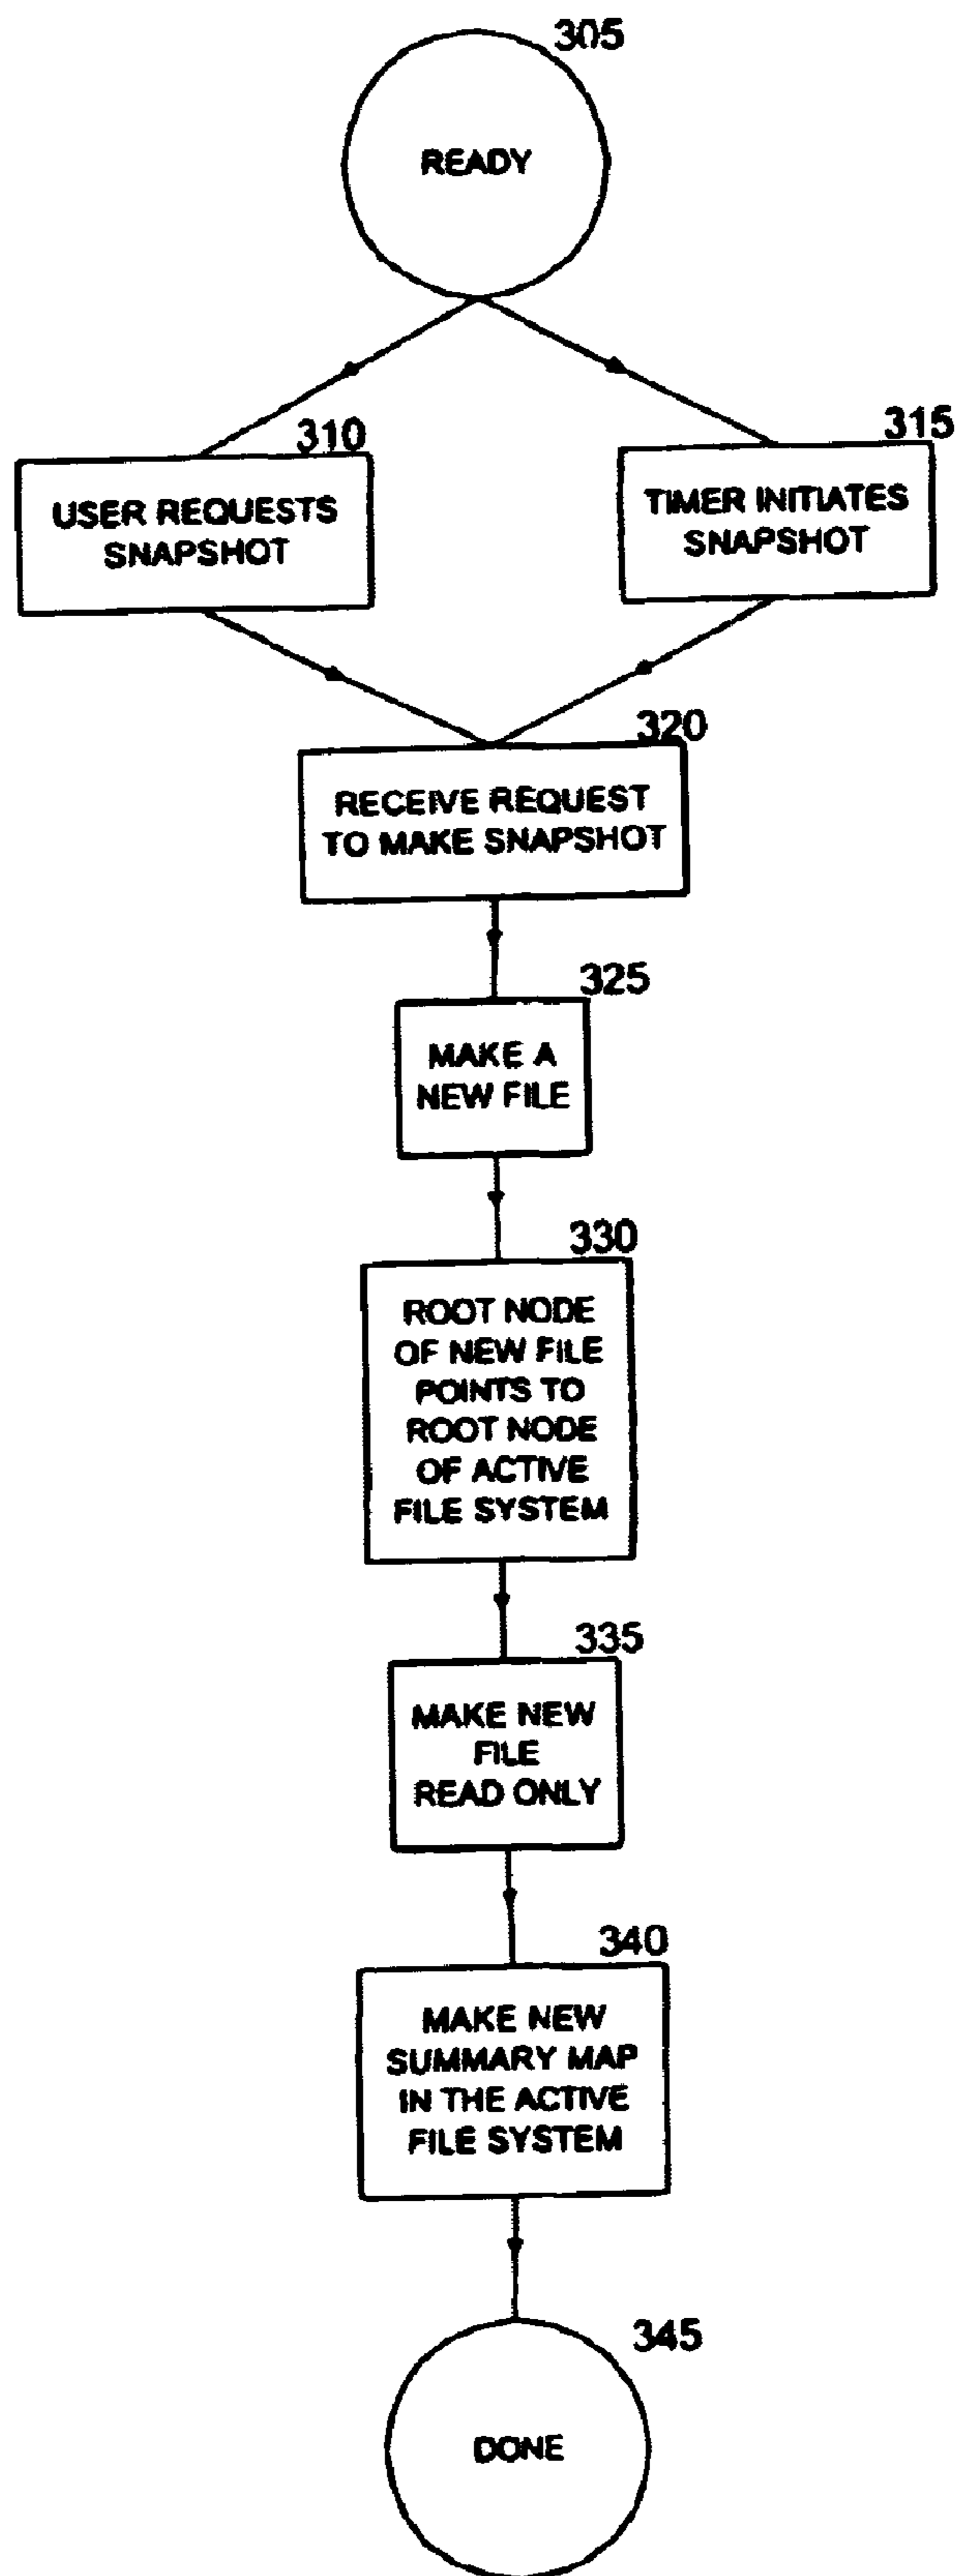 305
READY
310
USER REQUESTS
SNAPSHOT
315
TIMER INITIATES
SNAPSHOT
320
RECEIVE REQUEST
TO MAKE SNAPSHOT
325
MAKE A
NEW FILE
330
ROOT NODE
OF NEW FILE
POINTS TO
ROOT NODE
OF ACTIVE
FILE SYSTEM
335
MAKE NEW
FILE
READ ONLY
340
MAKE NEW
SUMMARY MAP
IN THE ACTIVE
FILE SYSTEM
345
DONE